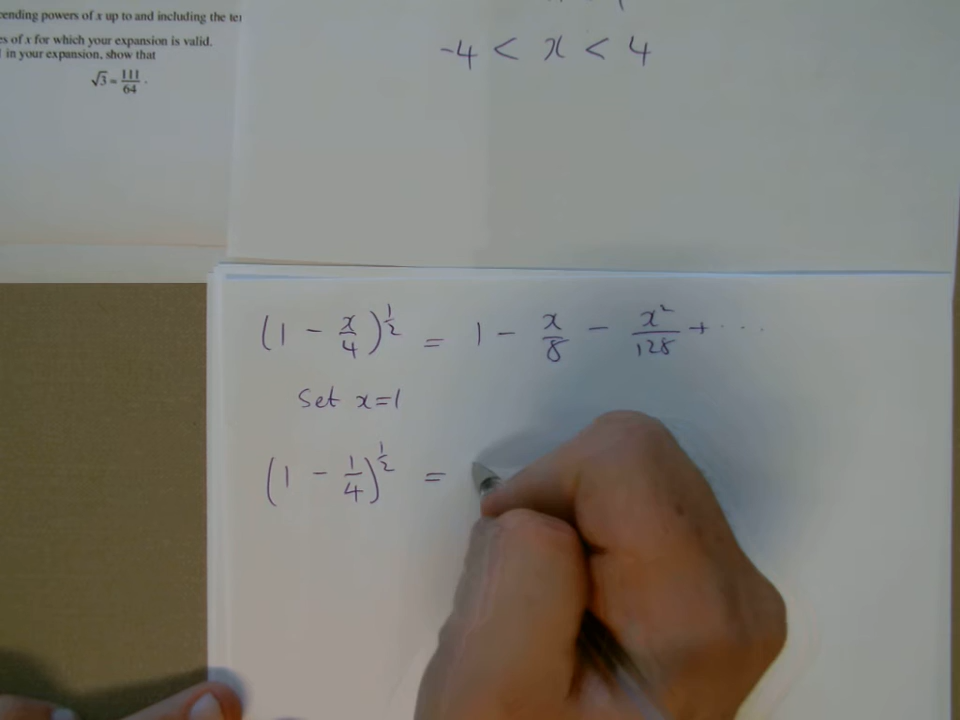 cending powers of x up to and including the
es of x for which your expansion is valid.
in your expansion, show that
√3 ≈ 111/64 .
-4 < x < 4
(1 - x/4)^1/2 = 1 - x/8 - x²/128 + ...
Set x=1
(1 - 1/4)^1/2 =